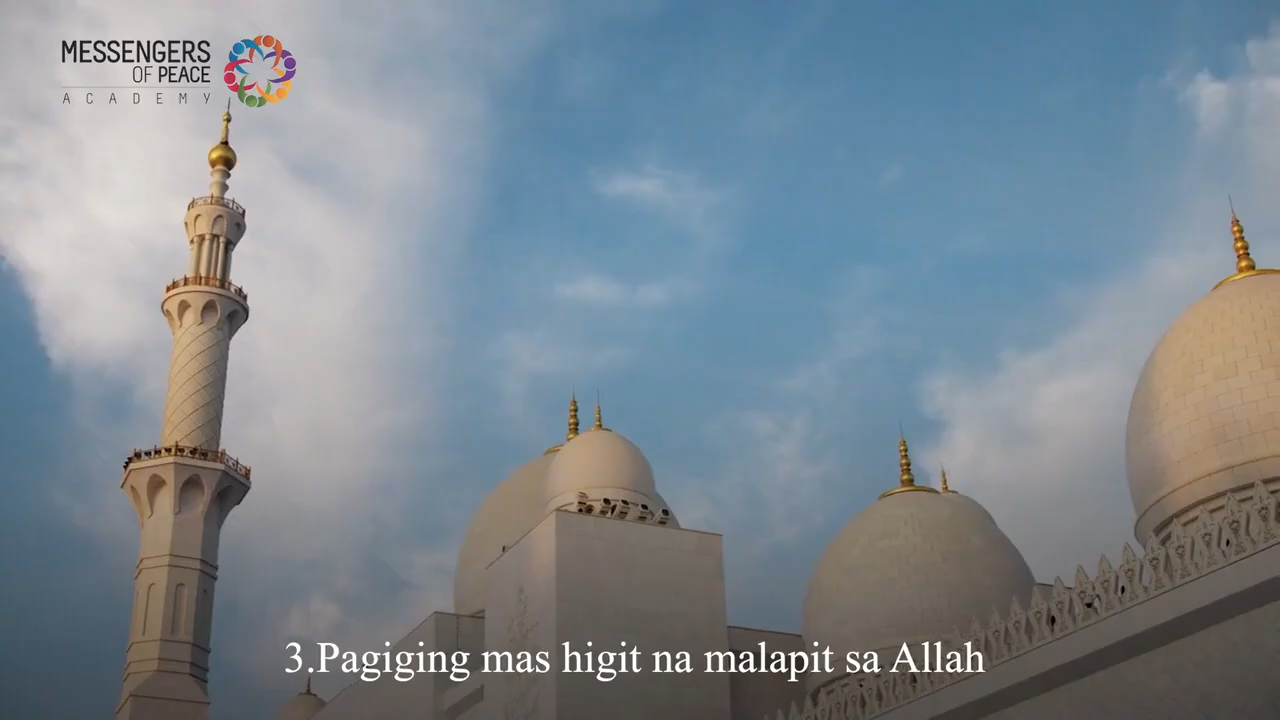 MESSENGERS
OF PEACE
ACADEMY
3.Pagiging mas higit na malapit sa Allah